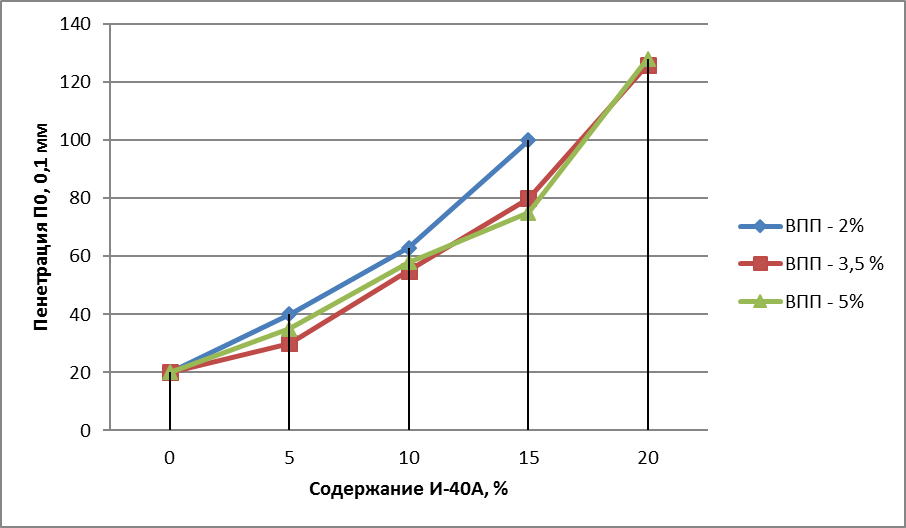 140
120
100
80
60
40
20
0
Пенетрация П0, 0,1 мм
0 5 10 15 20
Содержание И-40А, %
ВПП - 2%
ВПП - 3,5 %
ВПП - 5%